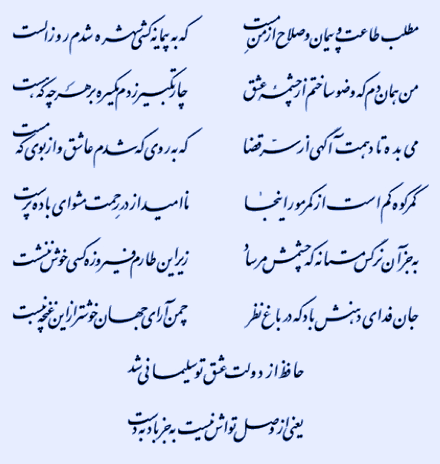 مطلب طاعت و پیمان و صلاح از من مست که به پیمانه کشی شهره شدم روز الست
من همان دم که وضو ساختم از چشمه عشق چار تکبیر زدم یکسره بر هر چه که هست
می بده تا دهمت آگهی از سر قضا که به روی که شدم عاشق و از بوی که مست
کمر کوه کم است از کمر مور اینجا ناامید از در رحمت مشو ای باده پرست
به جز آن نرگس مستانه که چشمش مرساد زیر این طارم فیروزه کسی خوش ننشست
جان فدای دهنش باد که در باغ نظر چمن آرای جهان خوشتر از این غنچه نبست
حافظ از دولت عشق تو سلیمانی شد
یعنی از وصل تواش نیست به جز باد به دست